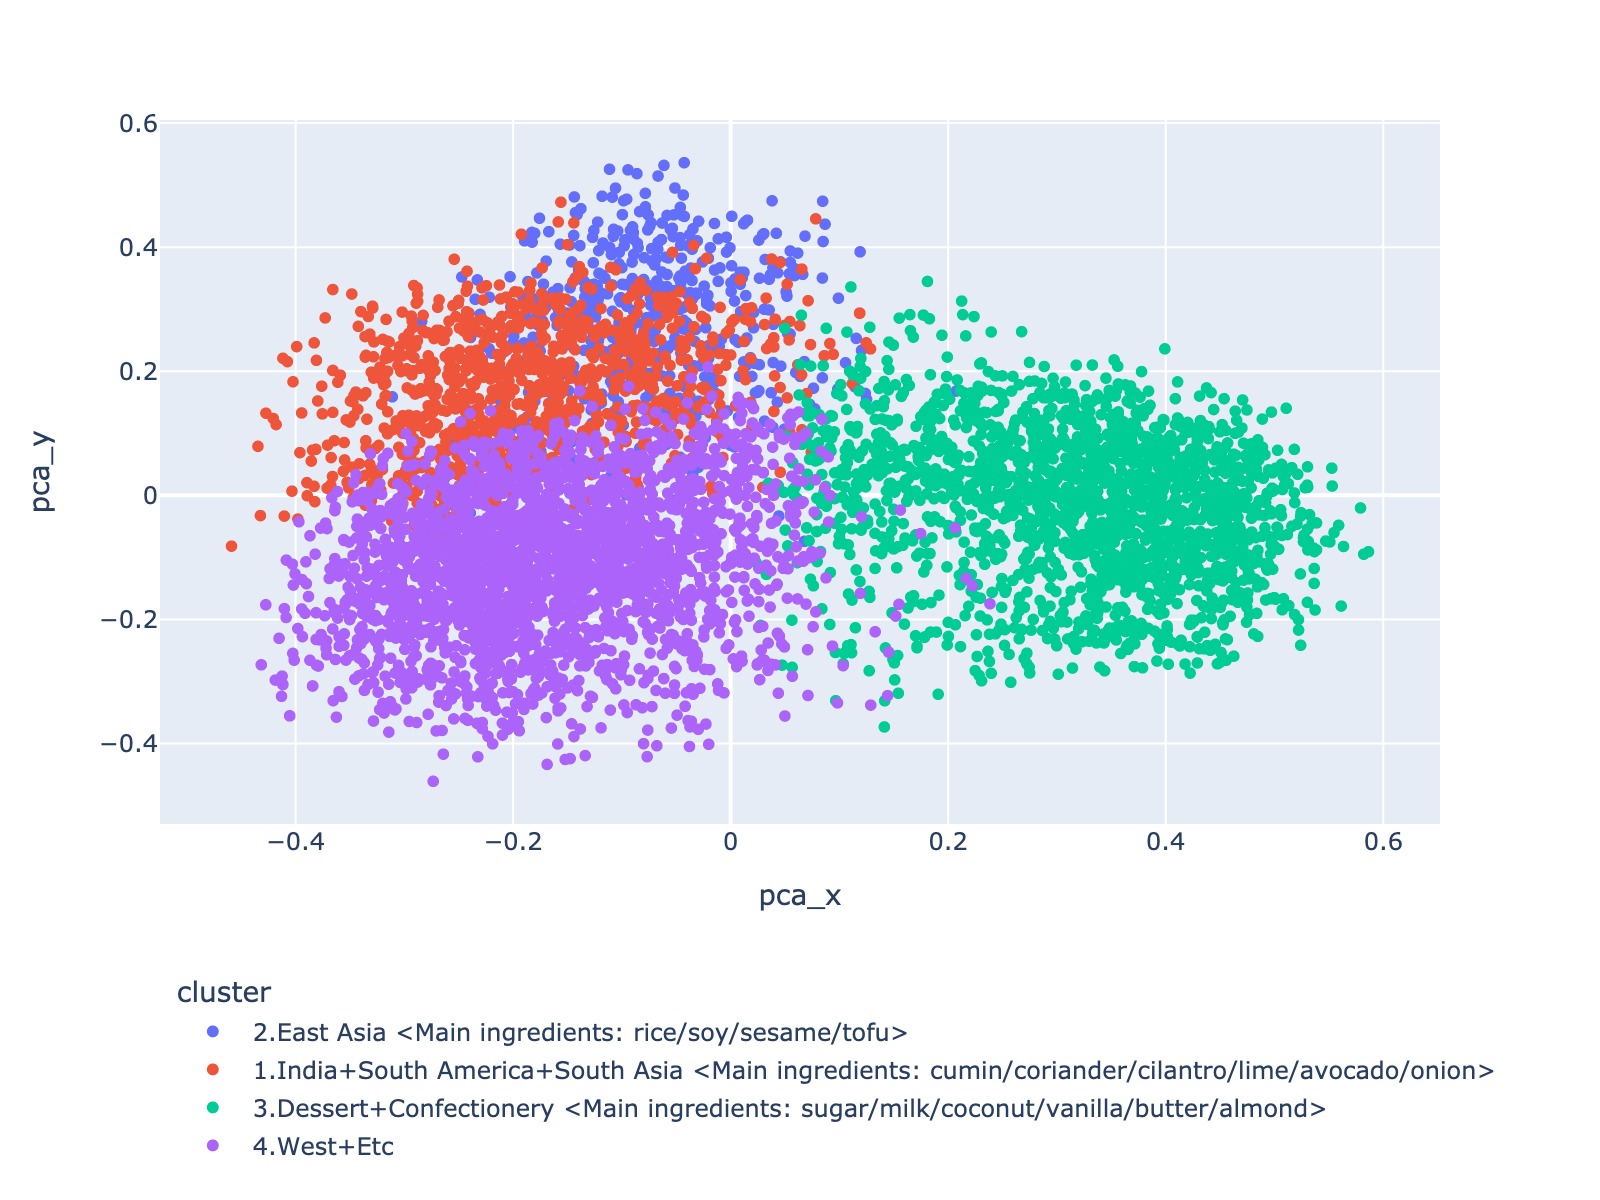 0.6
0.4
0.2
0
−0.2
−0.4
pca_y
−0.4
−0.2
0
0.2
0.4
0.6
pca_x
cluster
2.East Asia <Main ingredients: rice/soy/sesame/tofu>
1.India+South America+South Asia <Main ingredients: cumin/coriander/cilantro/lime/avocado/onion>
3.Dessert+Confectionery <Main ingredients: sugar/milk/coconut/vanilla/butter/almond>
4.West+Etc